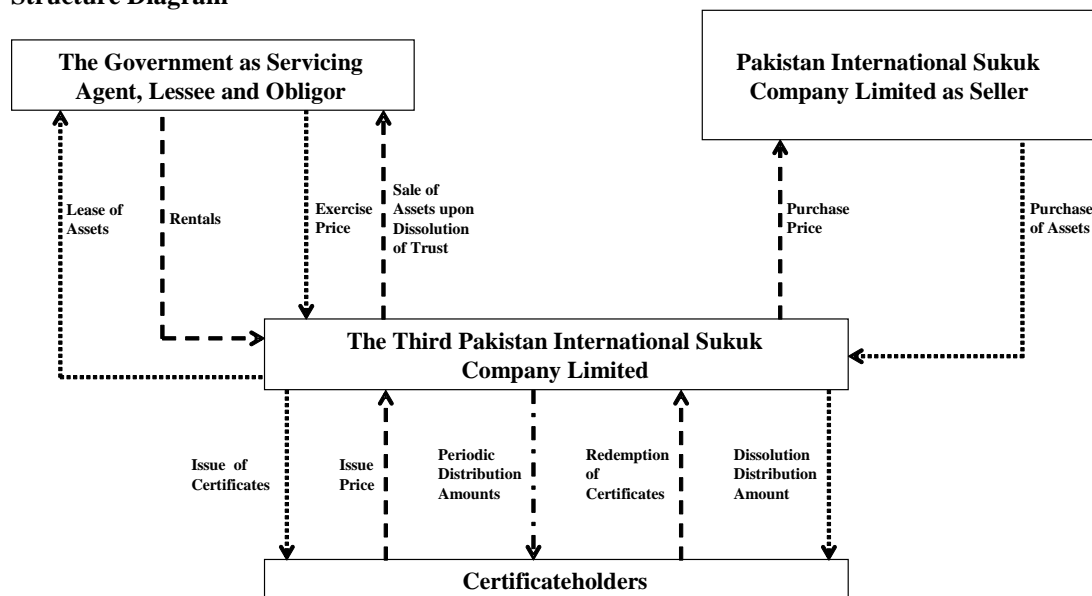 Structure Diagram
The Government as Servicing
Agent, Lessee and Obligor
Pakistan International Sukuk
Company Limited as Seller
Lease of
Assets
Rentals
Exercise
Price
Sale of
Assets upon
Dissolution
of Trust
Purchase
Price
Purchase
of Assets
The Third Pakistan International Sukuk
Company Limited
Issue of
Certificates
Issue
Price
Periodic
Distribution
Amounts
Redemption
of
Certificates
Dissolution
Distribution
Amount
Certificateholders